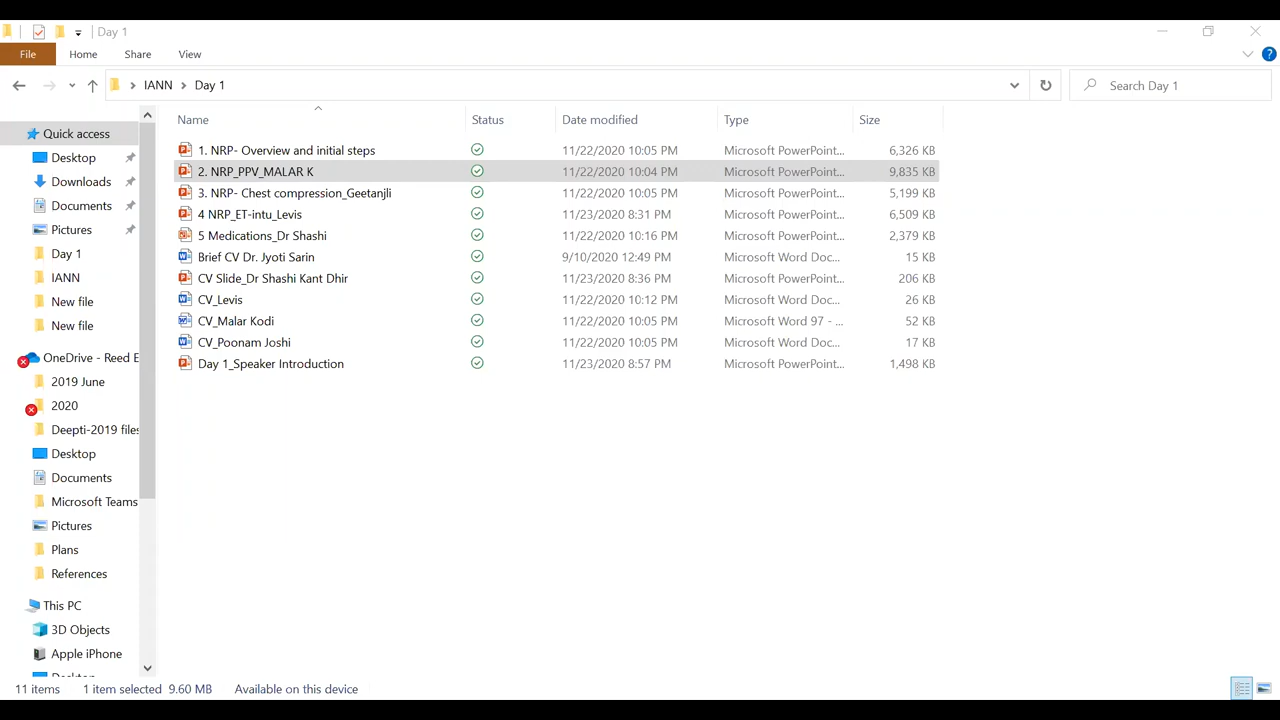 Day 1
File Home Share View
IANN Day 1 Search Day 1
Name Status Date modified Type Size
1. NRP- Overview and initial steps 11/22/2020 10:05 PM Microsoft PowerPoint... 6,326 KB
2. NRP_PPV_MALAR K 11/22/2020 10:04 PM Microsoft PowerPoint... 9,835 KB
3. NRP- Chest compression_Geetanjli 11/22/2020 10:05 PM Microsoft PowerPoint... 5,199 KB
4 NRP_ET-intu_Levis 11/23/2020 8:31 PM Microsoft PowerPoint... 6,509 KB
5 Medications_Dr Shashi 11/22/2020 10:16 PM Microsoft PowerPoint... 2,379 KB
Brief CV Dr. Jyoti Sarin 9/10/2020 12:49 PM Microsoft Word Doc... 15 KB
CV Slide_Dr Shashi Kant Dhir 11/23/2020 8:36 PM Microsoft PowerPoint... 206 KB
CV_Levis 11/22/2020 10:12 PM Microsoft Word Doc... 26 KB
CV_Malar Kodi 11/22/2020 10:05 PM Microsoft Word 97 - ... 52 KB
CV_Poonam Joshi 11/22/2020 10:05 PM Microsoft Word Doc... 17 KB
Day 1_Speaker Introduction 11/23/2020 8:57 PM Microsoft PowerPoint... 1,498 KB
Quick access
Desktop
Downloads
Documents
Pictures
Day 1
IANN
New file
New file
OneDrive - Reed E
2019 June
2020
Deepti-2019 files
Desktop
Documents
Microsoft Teams
Pictures
Plans
References
This PC
3D Objects
Apple iPhone
Desktop
11 items 1 item selected 9.60 MB Available on this device